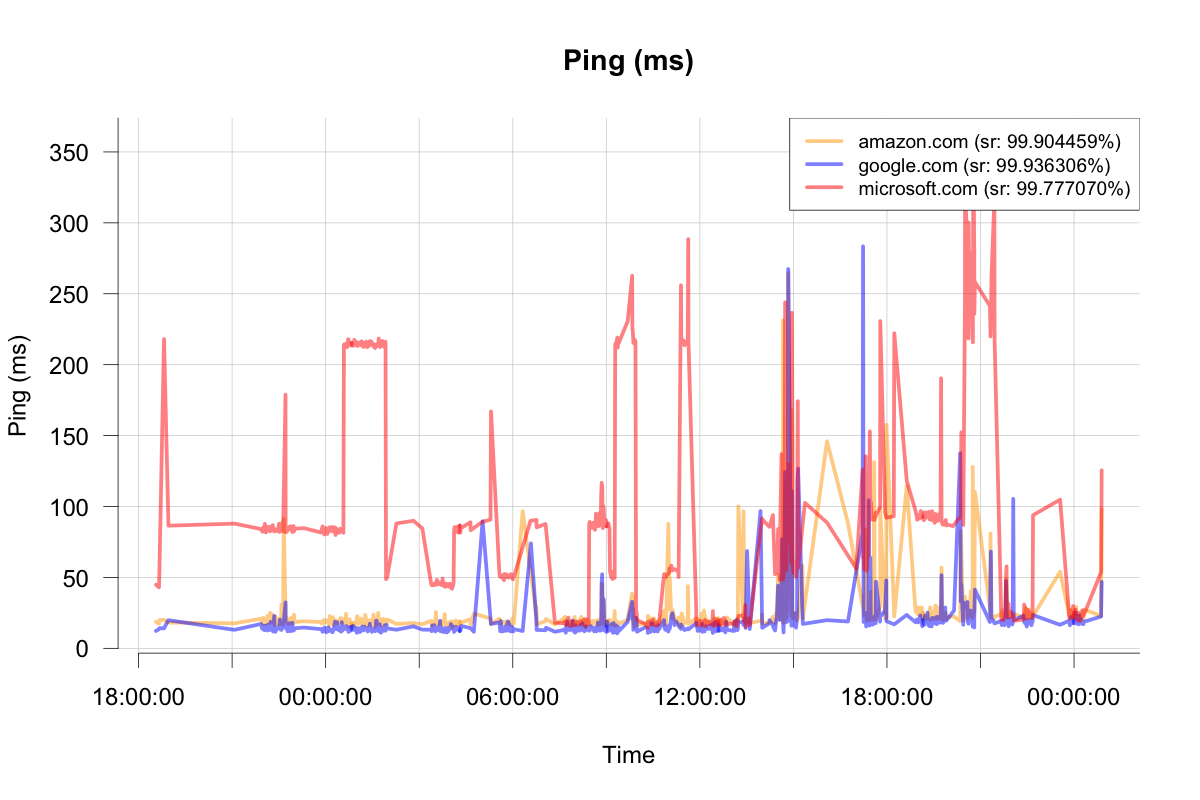 Ping (ms)
amazon.com (sr: 99.904459%)
google.com (sr: 99.936306%)
microsoft.com (sr: 99.777070%)
350
300
250
200
150
100
50
0
Ping (ms)
18:00:00 00:00:00 06:00:00 12:00:00 18:00:00 00:00:00
Time